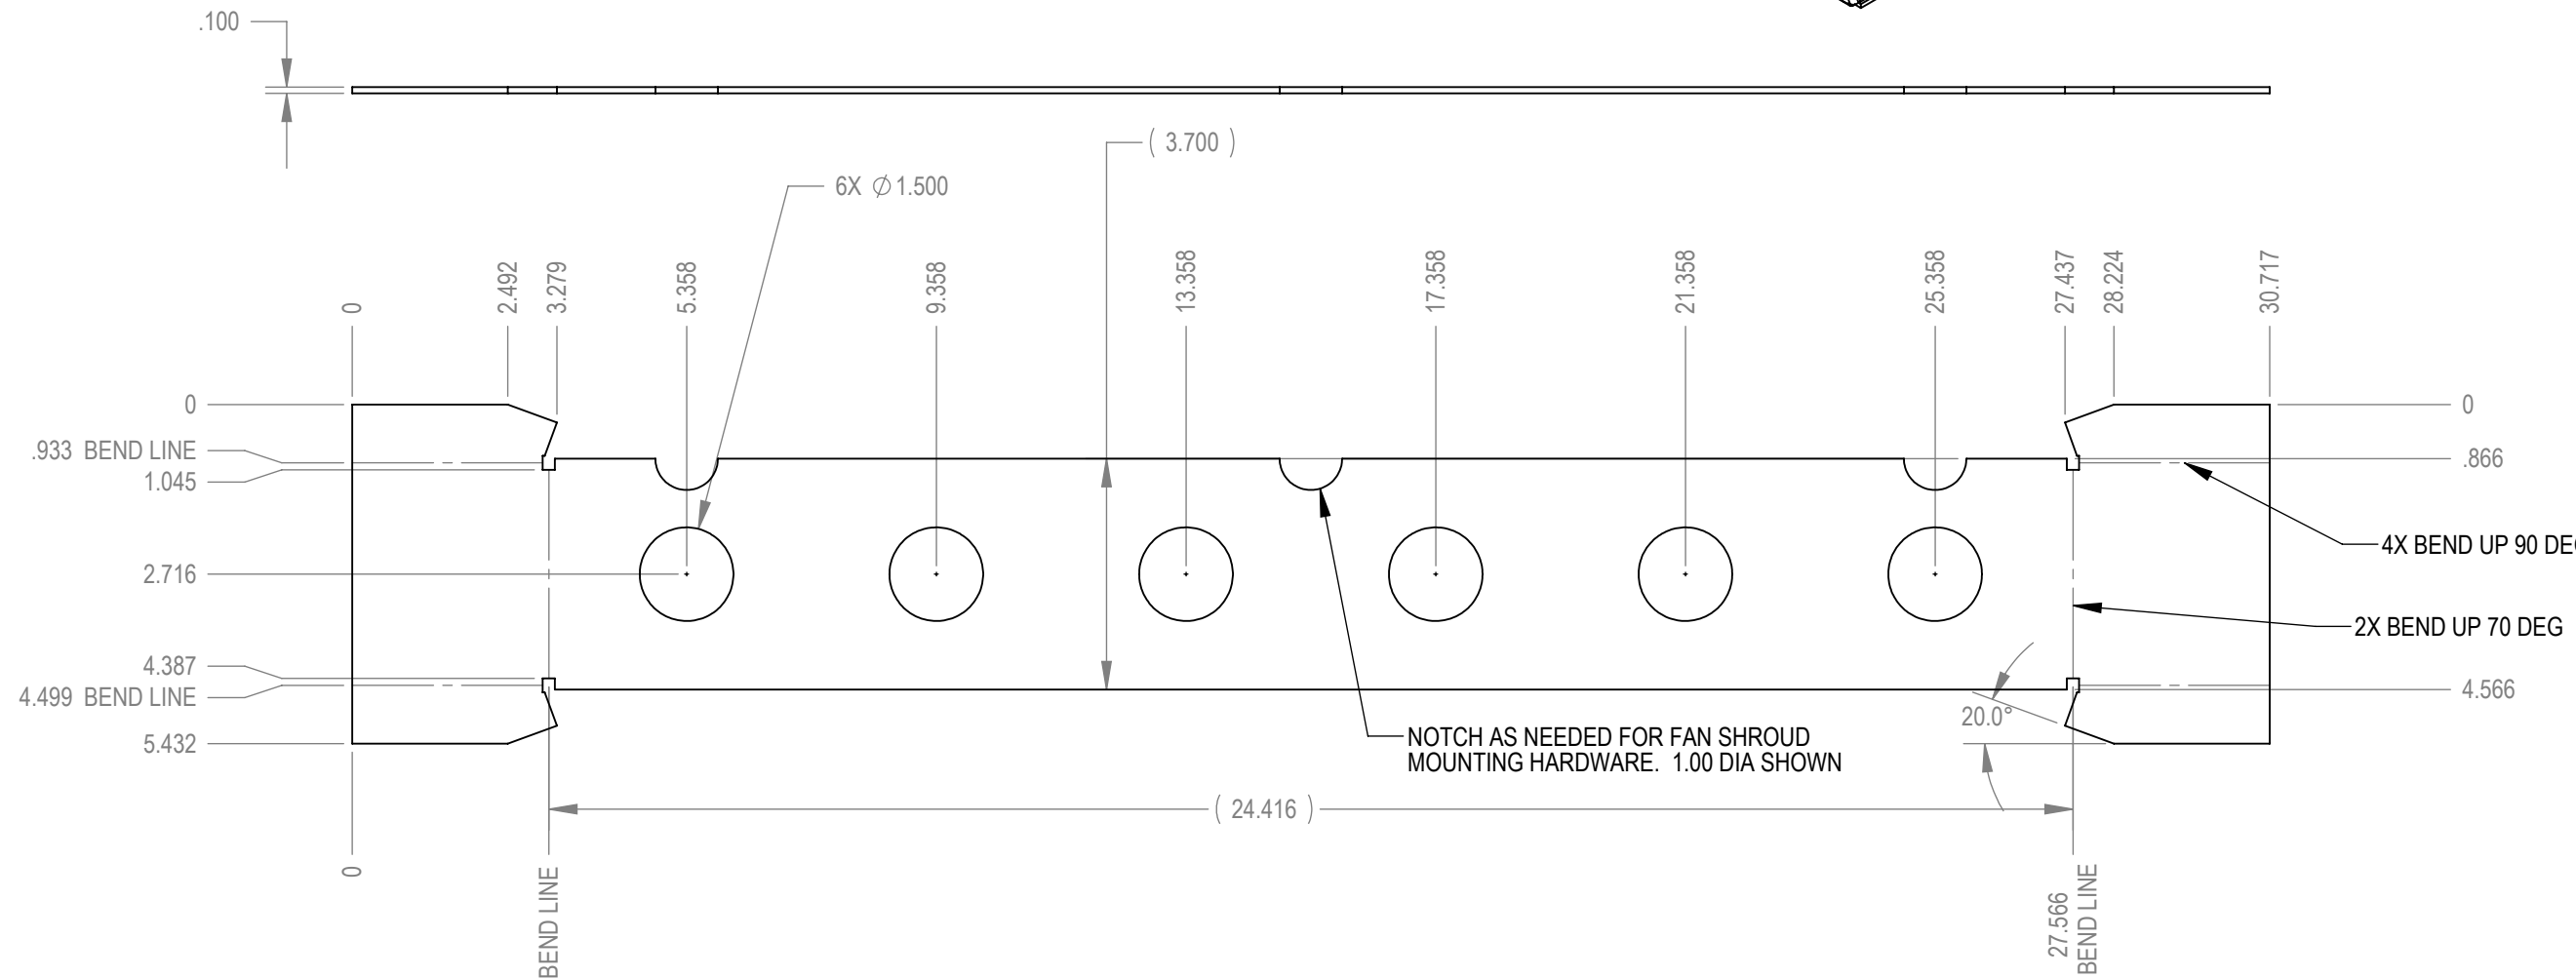 .100
( 3.700 )
6X ∅1.500
0
2.492
3.279
5.358
9.358
13.358
17.358
21.358
25.358
27.437
28.224
30.717
0
.933 BEND LINE
1.045
2.716
4.387
4.499 BEND LINE
5.432
0
.866
4X BEND UP 90 DE
2X BEND UP 70 DEG
4.566
20.0°
NOTCH AS NEEDED FOR FAN SHROUD
MOUNTING HARDWARE. 1.00 DIA SHOWN
( 24.416 )
0
BEND LINE
27.566
BEND LINE